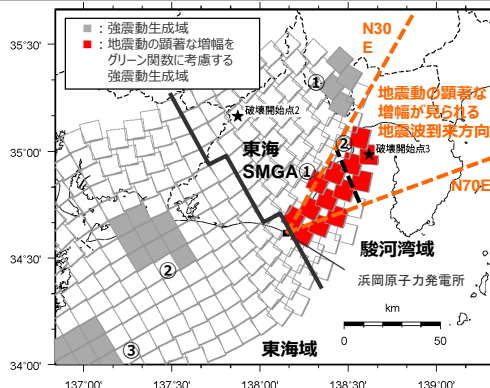 ：強震動生成域
：地震動の顕著な増幅を
グリーン関数に考慮する
強震動生成域
N30
E
地震動の顕著な
増幅が見られる
地震波到来方向
N70E
①
破壊開始点2
東海
SMGA①
②
破壊開始点3
駿河湾域
浜岡原子力発電所
②
③
東海域
km
0
50
35°30'
35°00'
34°30'
34°00'
137°00'
137°30'
138°00'
138°30'
139°00'